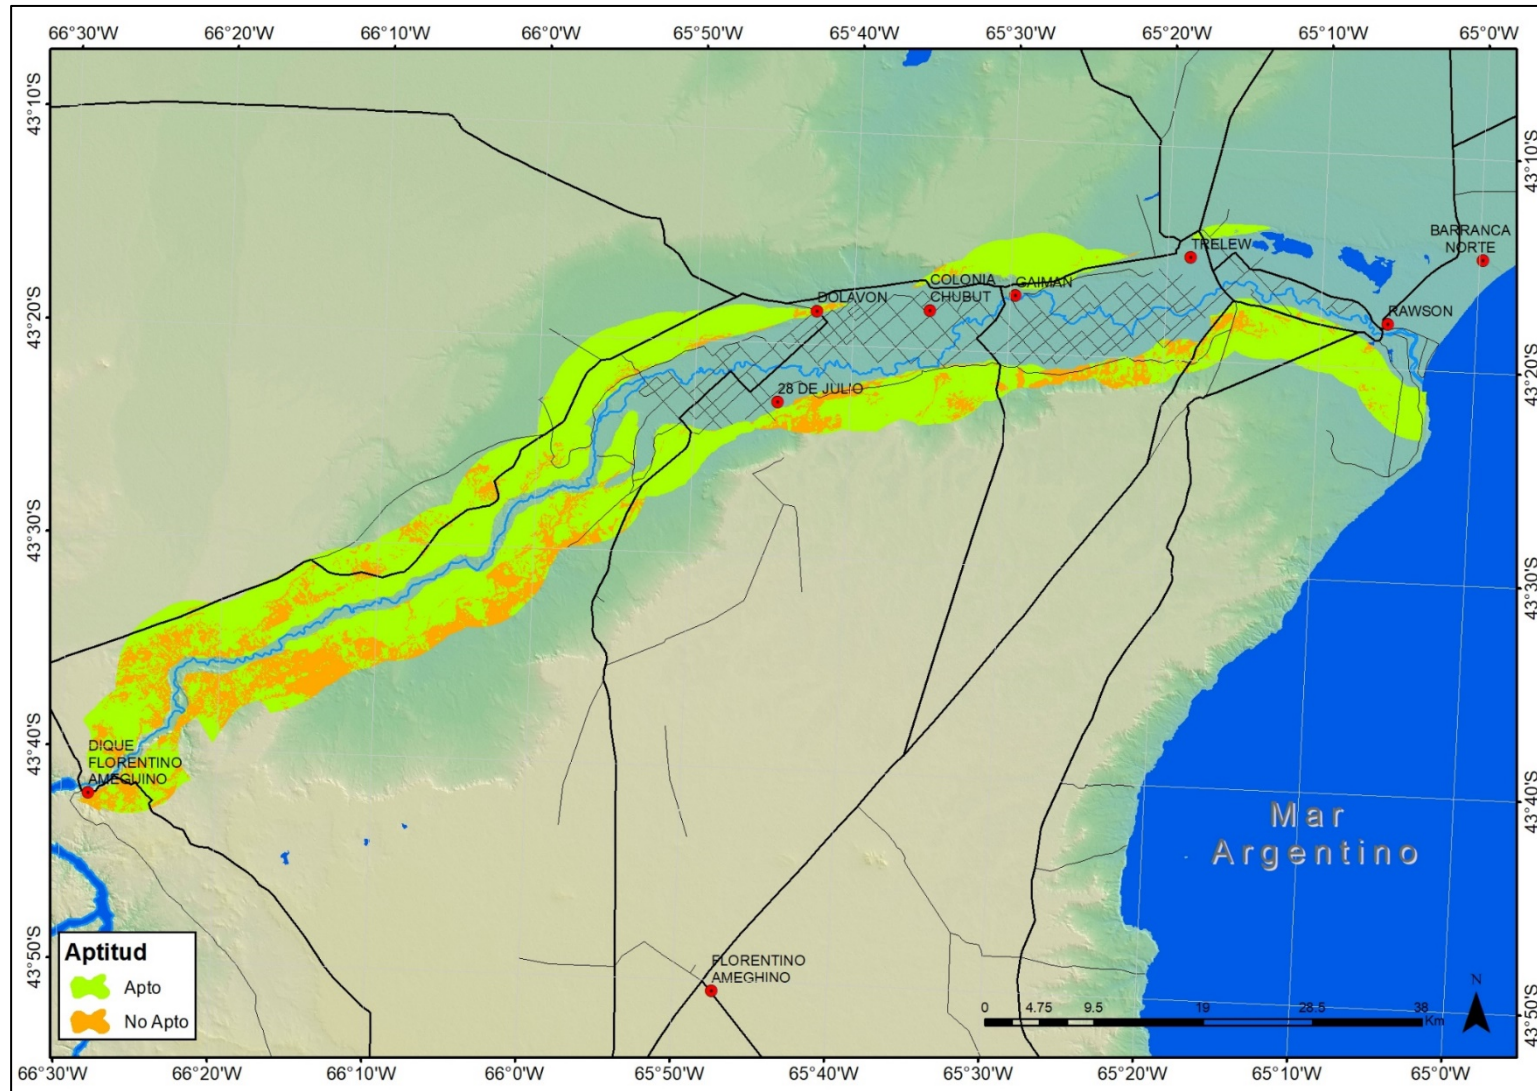 66°30'W 66°20'W 66°10'W 66°0'W 65°50'W 65°40'W 65°30'W 65°20'W 65°10'W 65°0'W
43°10'S
43°10'S
BARRANCA
NORTE
TRELEW
COLONIA
CHUBUT
GAIMAN
DOLAVON
RAWSON
43°20'S
43°20'S
28 DE JULIO
43°30'S
43°30'S
43°40'S
43°40'S
DIQUE
FLORENTINO
AMEGUINO
Mar
Argentino
43°50'S
43°50'S
FLORENTINO
AMEGHINO
Aptitud
Apto
No Apto
N
0 4.75 9.5 19 28.5 38
Km
66°30'W 66°20'W 66°10'W 66°0'W 65°50'W 65°40'W 65°30'W 65°20'W 65°10'W 65°0'W